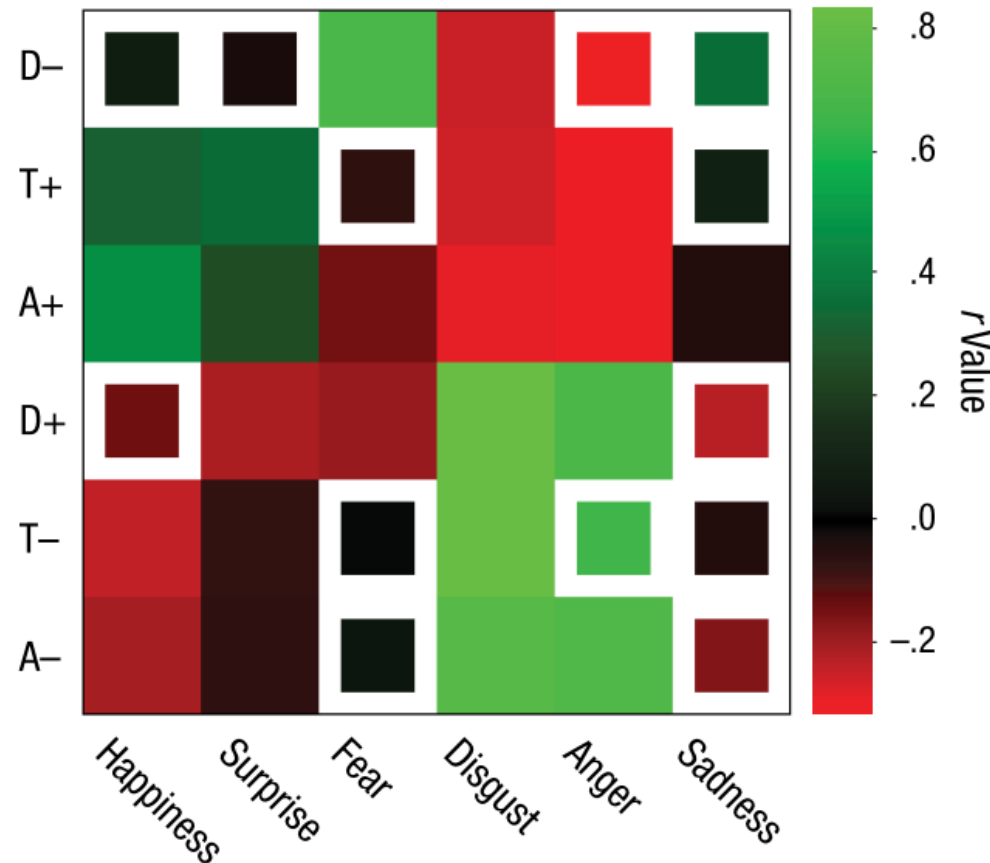 D–
T+
A+
D+
T–
A–
Happiness
Surprise
Fear
Disgust
Anger
Sadness
.8
.6
.4
.2
.0
–.2
r Value